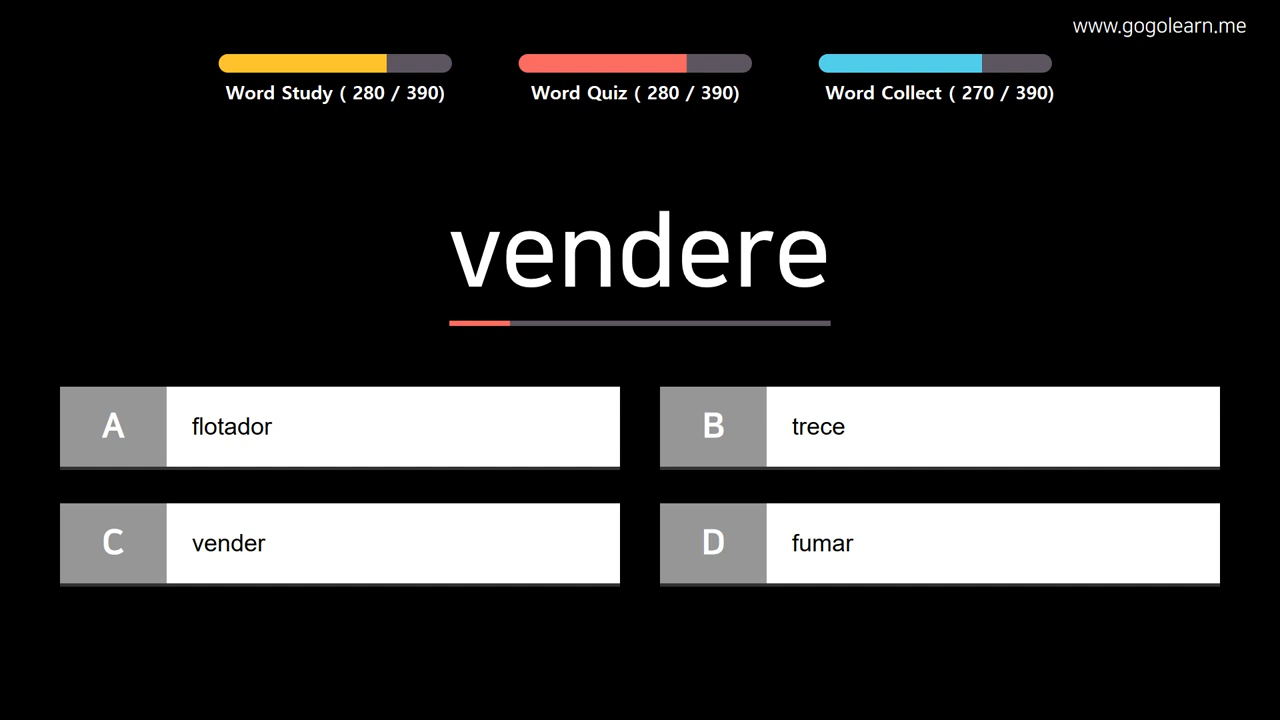 www.gogolearn.me
Word Study ( 280 / 390)
Word Quiz ( 280 / 390)
Word Collect ( 270 / 390)
vendere
A
flotador
B
trece
C
vender
D
fumar